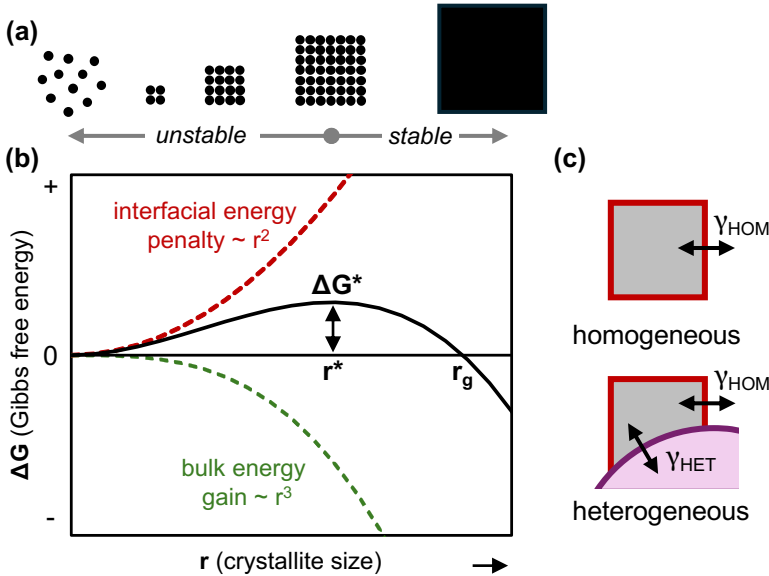 (a)
unstable
stable
(b)
+
0
-
ΔG (Gibbs free energy)
interfacial energy
penalty ~ r²
ΔG*
r*
r_g
bulk energy
gain ~ r³
r (crystallite size)
(c)
γHOM
homogeneous
γHOM
γHET
heterogeneous